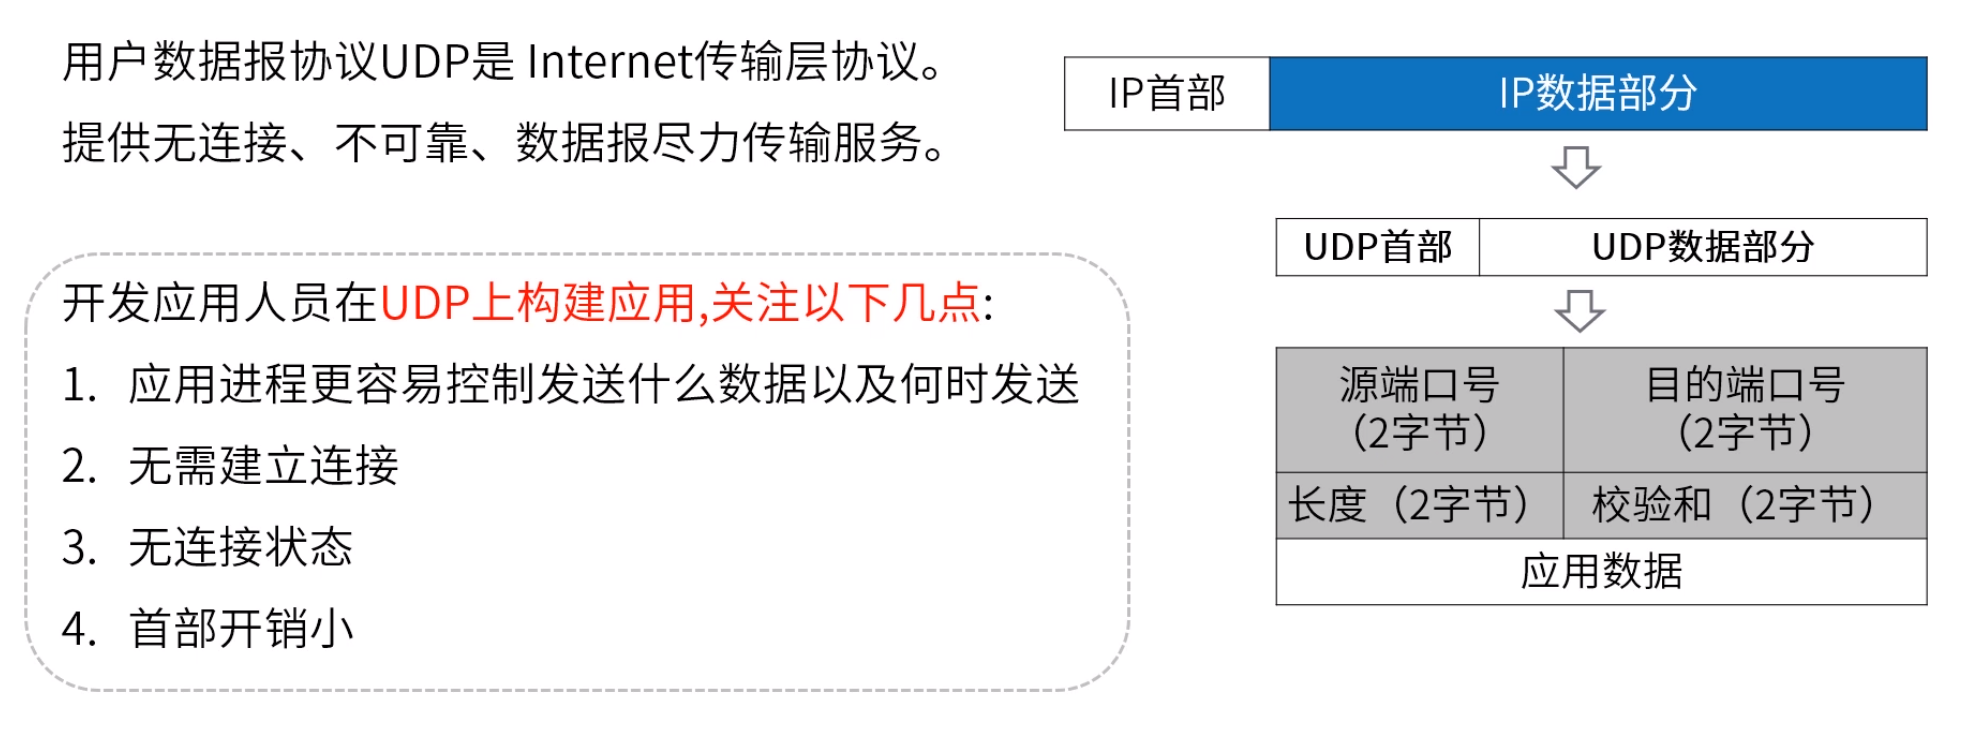 用户数据报协议UDP是 Internet传输层协议。
提供无连接、不可靠、数据报尽力传输服务。
开发应用人员在UDP上构建应用,关注以下几点:
1. 应用进程更容易控制发送什么数据以及何时发送
2. 无需建立连接
3. 无连接状态
4. 首部开销小
IP首部
IP数据部分
UDP首部
UDP数据部分
源端口号
（2字节）
目的端口号
（2字节）
长度（2字节）
校验和（2字节）
应用数据